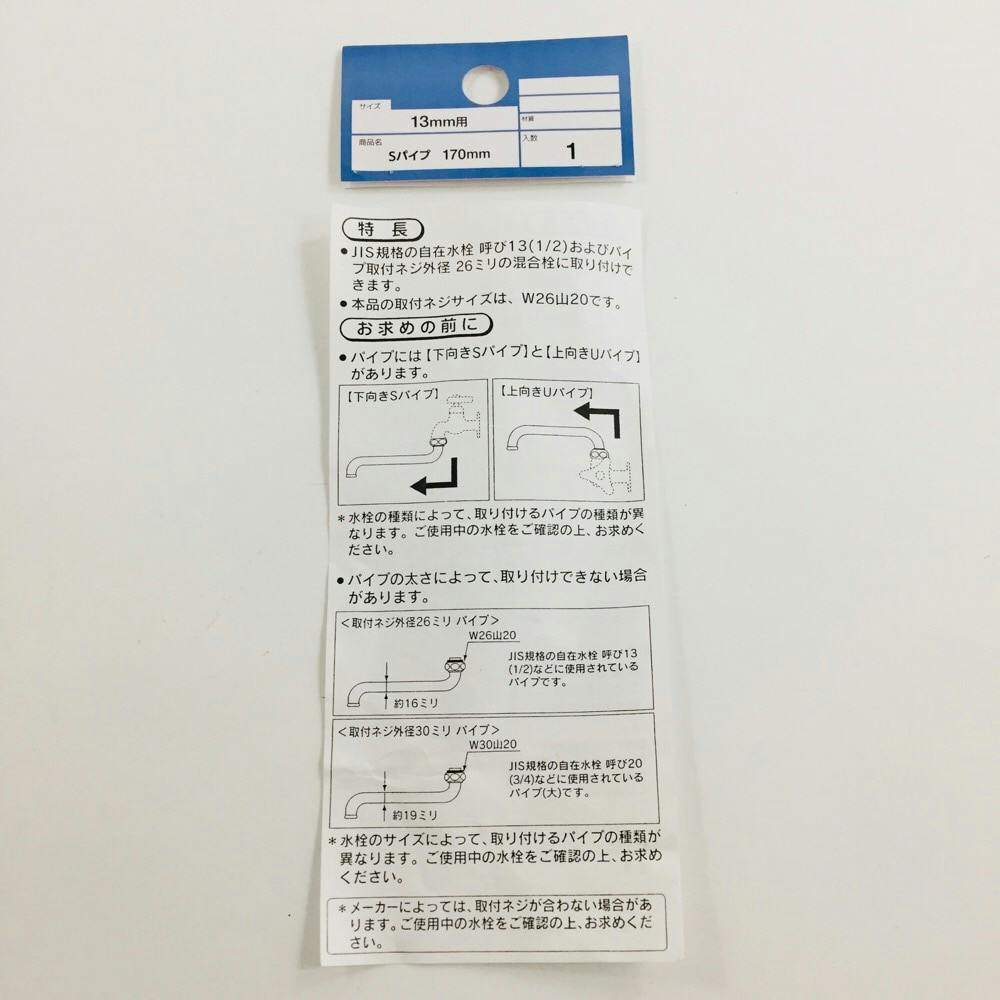 サイズ
13mm用
商品名
Sパイプ 170mm
材質
入数
1
特 長
●JIS規格の自在水栓 呼び13(1/2)およびパイ
プ取付ネジ外径 26ミリの混合栓に取り付けで
きます。
●本品の取付ネジサイズは、W26山20です。
お求めの前に
●パイプには【下向きSパイプ】と【上向きUパイプ】
があります。
【下向きSパイプ】
【上向きUパイプ】
＊水栓の種類によって、取り付けるパイプの種類が異
なります。ご使用中の水栓をご確認の上、お求めく
ださい。
●パイプの太さによって、取り付けできない場合
があります。
＜取付ネジ外径26ミリ パイプ＞
W26山20
JIS規格の自在水栓 呼び13
(1/2)などに使用されている
パイプです。
約16ミリ
＜取付ネジ外径30ミリ パイプ＞
W30山20
JIS規格の自在水栓 呼び20
(3/4)などに使用されている
パイプ(大)です。
約19ミリ
＊水栓のサイズによって、取り付けるパイプの種類が
異なります。ご使用中の水栓をご確認の上、お求め
ください。
＊メーカーによっては、取付ネジが合わない場合があ
ります。ご使用中の水栓をご確認の上、お求めくだ
さい。